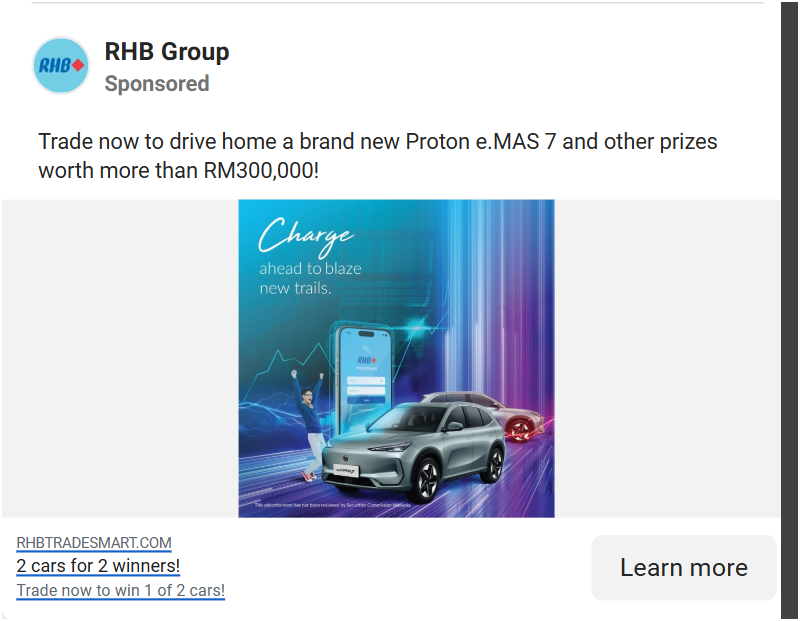 RHB Group
RHB
Sponsored
Trade now to drive home a brand new Proton e.MAS 7 and other prizes
worth more than RM300,000!
Charge
ahead to blaze
new trails.
RHB
This advertisement has not been reviewed by Securities Commission Malaysia.
RHBTRADESMART.COM
2 cars for 2 winners!
Trade now to win 1 of 2 cars!
Learn more